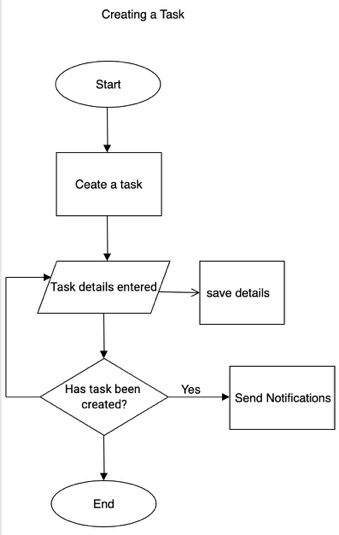 Creating a Task
Start
Ceate a task
Task details entered
save details
Has task been
created?
Yes
Send Notifications
End